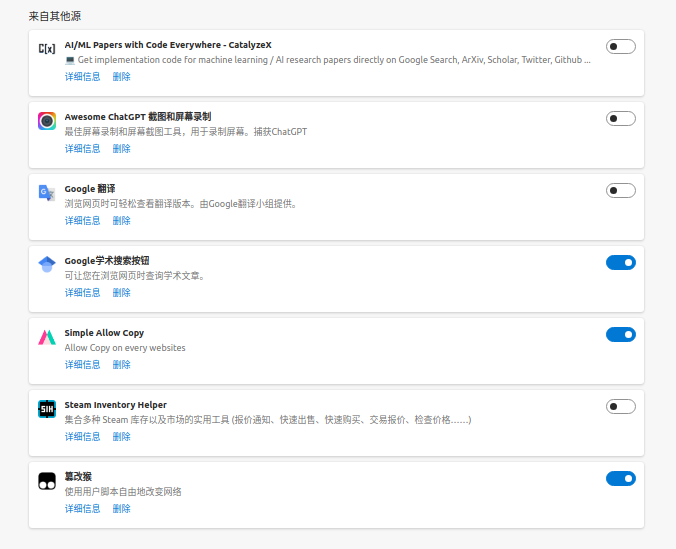 来自其他源
C[x]
AI/ML Papers with Code Everywhere - CatalyzeX
💻 Get implementation code for machine learning / AI research papers directly on Google Search, ArXiv, Scholar, Twitter, Github ...
详细信息 删除
Awesome ChatGPT 截图和屏幕录制
最佳屏幕录制和屏幕截图工具，用于录制屏幕。捕获ChatGPT
详细信息 删除
Google 翻译
浏览网页时可轻松查看翻译版本。由Google翻译小组提供。
详细信息 删除
Google学术搜索按钮
可让您在浏览网页时查询学术文章。
详细信息 删除
Simple Allow Copy
Allow Copy on every websites
详细信息 删除
SIH
Steam Inventory Helper
集合多种 Steam 库存以及市场的实用工具 (报价通知、快速出售、快速购买、交易报价、检查价格……)
详细信息 删除
篡改猴
使用用户脚本自由地改变网络
详细信息 删除